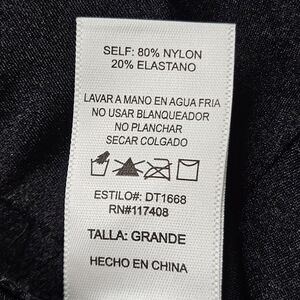 SELF: 80% NYLON
20% ELASTANO
LAVAR A MANO EN AGUA FRIA
NO USAR BLANQUEADOR
NO PLANCHAR
SECAR COLGADO
ESTILO#: DT1668
RN#117408
TALLA: GRANDE
HECHO EN CHINA